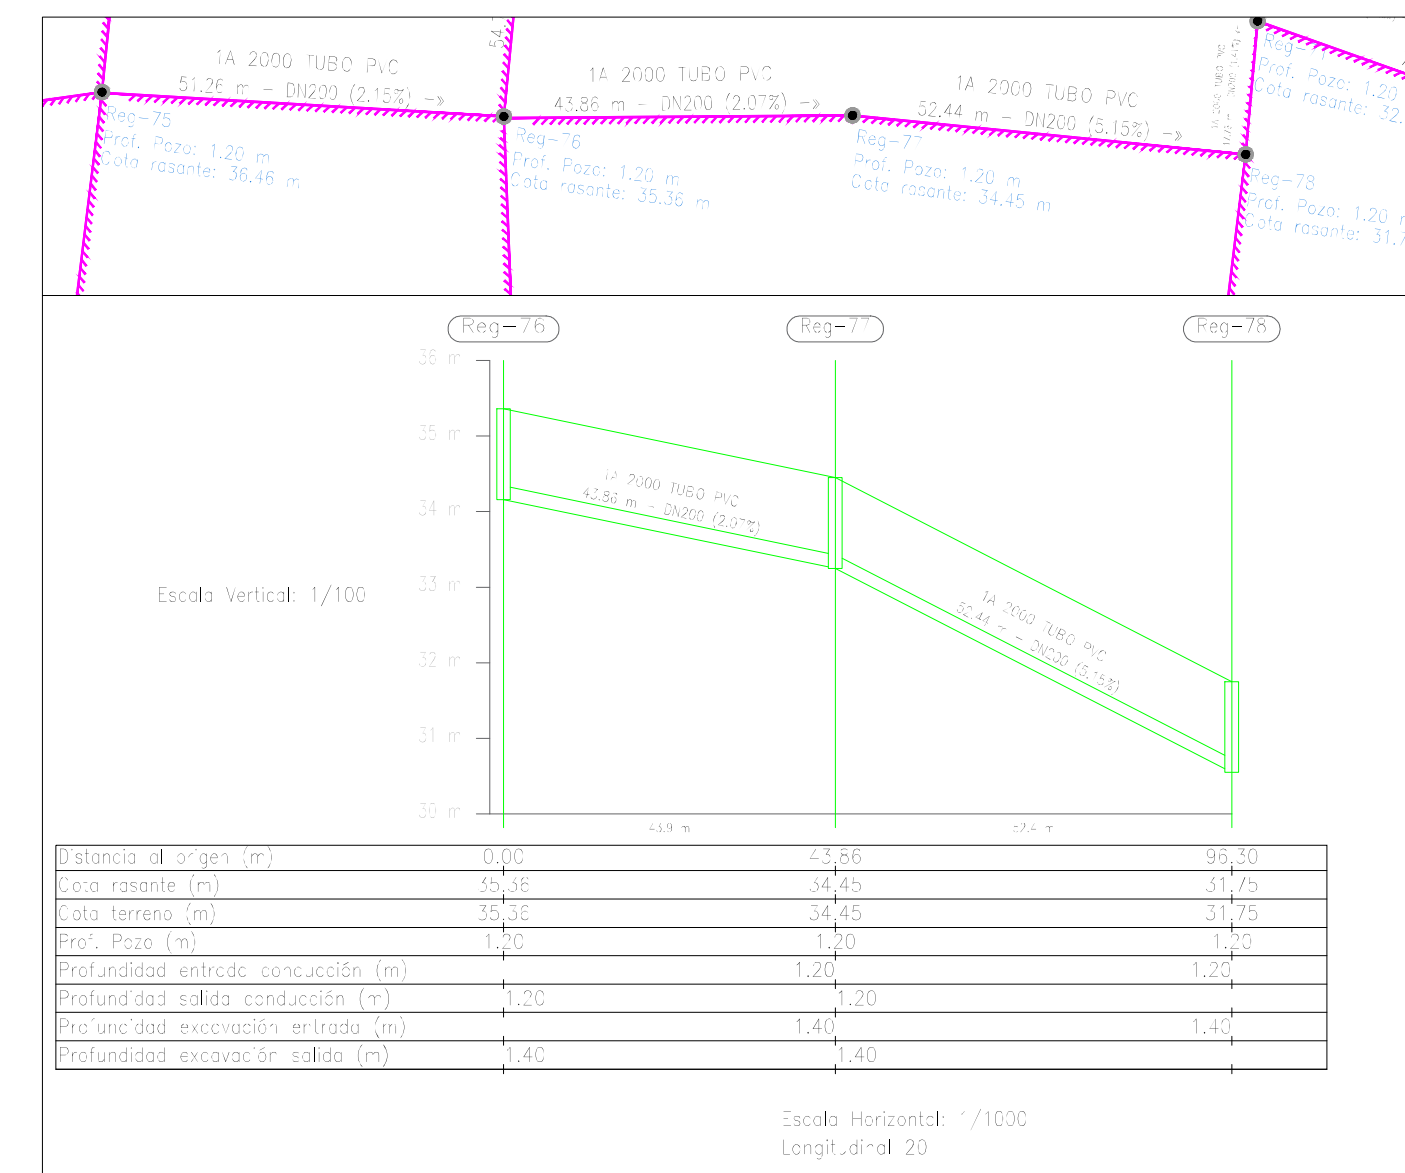 54.
1A 2000 TUBO PVC
51.26 m - DN200 (2.15%) -»
1A 2000 TUBO PVC
43.86 m - DN200 (2.07%) -»
1A 2000 TUBO PVC
52.44 m - DN200 (5.15%) -»
1A 2000 TUBO PVC
Prof. Pozo: 1.20
Cota rasante: 32.
Reg-75
Prof. Pozo: 1.20 m
Cota rasante: 36.46 m
Reg-76
Prof. Pozo: 1.20 m
Cota rasante: 35.36 m
Reg-77
Prof. Pozo: 1.20 m
Cota rasante: 34.45 m
Reg-78
Prof. Pozo: 1.20 m
Cota rasante: 31.7
Reg-76 Reg-77 Reg-78
36 m
35 m
34 m
33 m
32 m
31 m
30 m
1A 2000 TUBO PVC
43.86 m - DN200 (2.07%)
1A 2000 TUBO PVC
52.44 m - DN200 (5.15%)
Escala Vertical: 1/100
43.9 m 52.4 m
Distancia al origen (m) 0.00 43.86 96.30
Cota rasante (m) 35.36 34.45 31.75
Cota terreno (m) 35.36 34.45 31.75
Prof. Pozo (m) 1.20 1.20 1.20
Profundidad entrada conducción (m) 1.20 1.20
Profundidad salida conducción (m) 1.20 1.20
Profundidad excavación entrada (m) 1.40 1.40
Profundidad excavación salida (m) 1.40 1.40
Escala Horizontal: 1/1000
Longitudinal 20